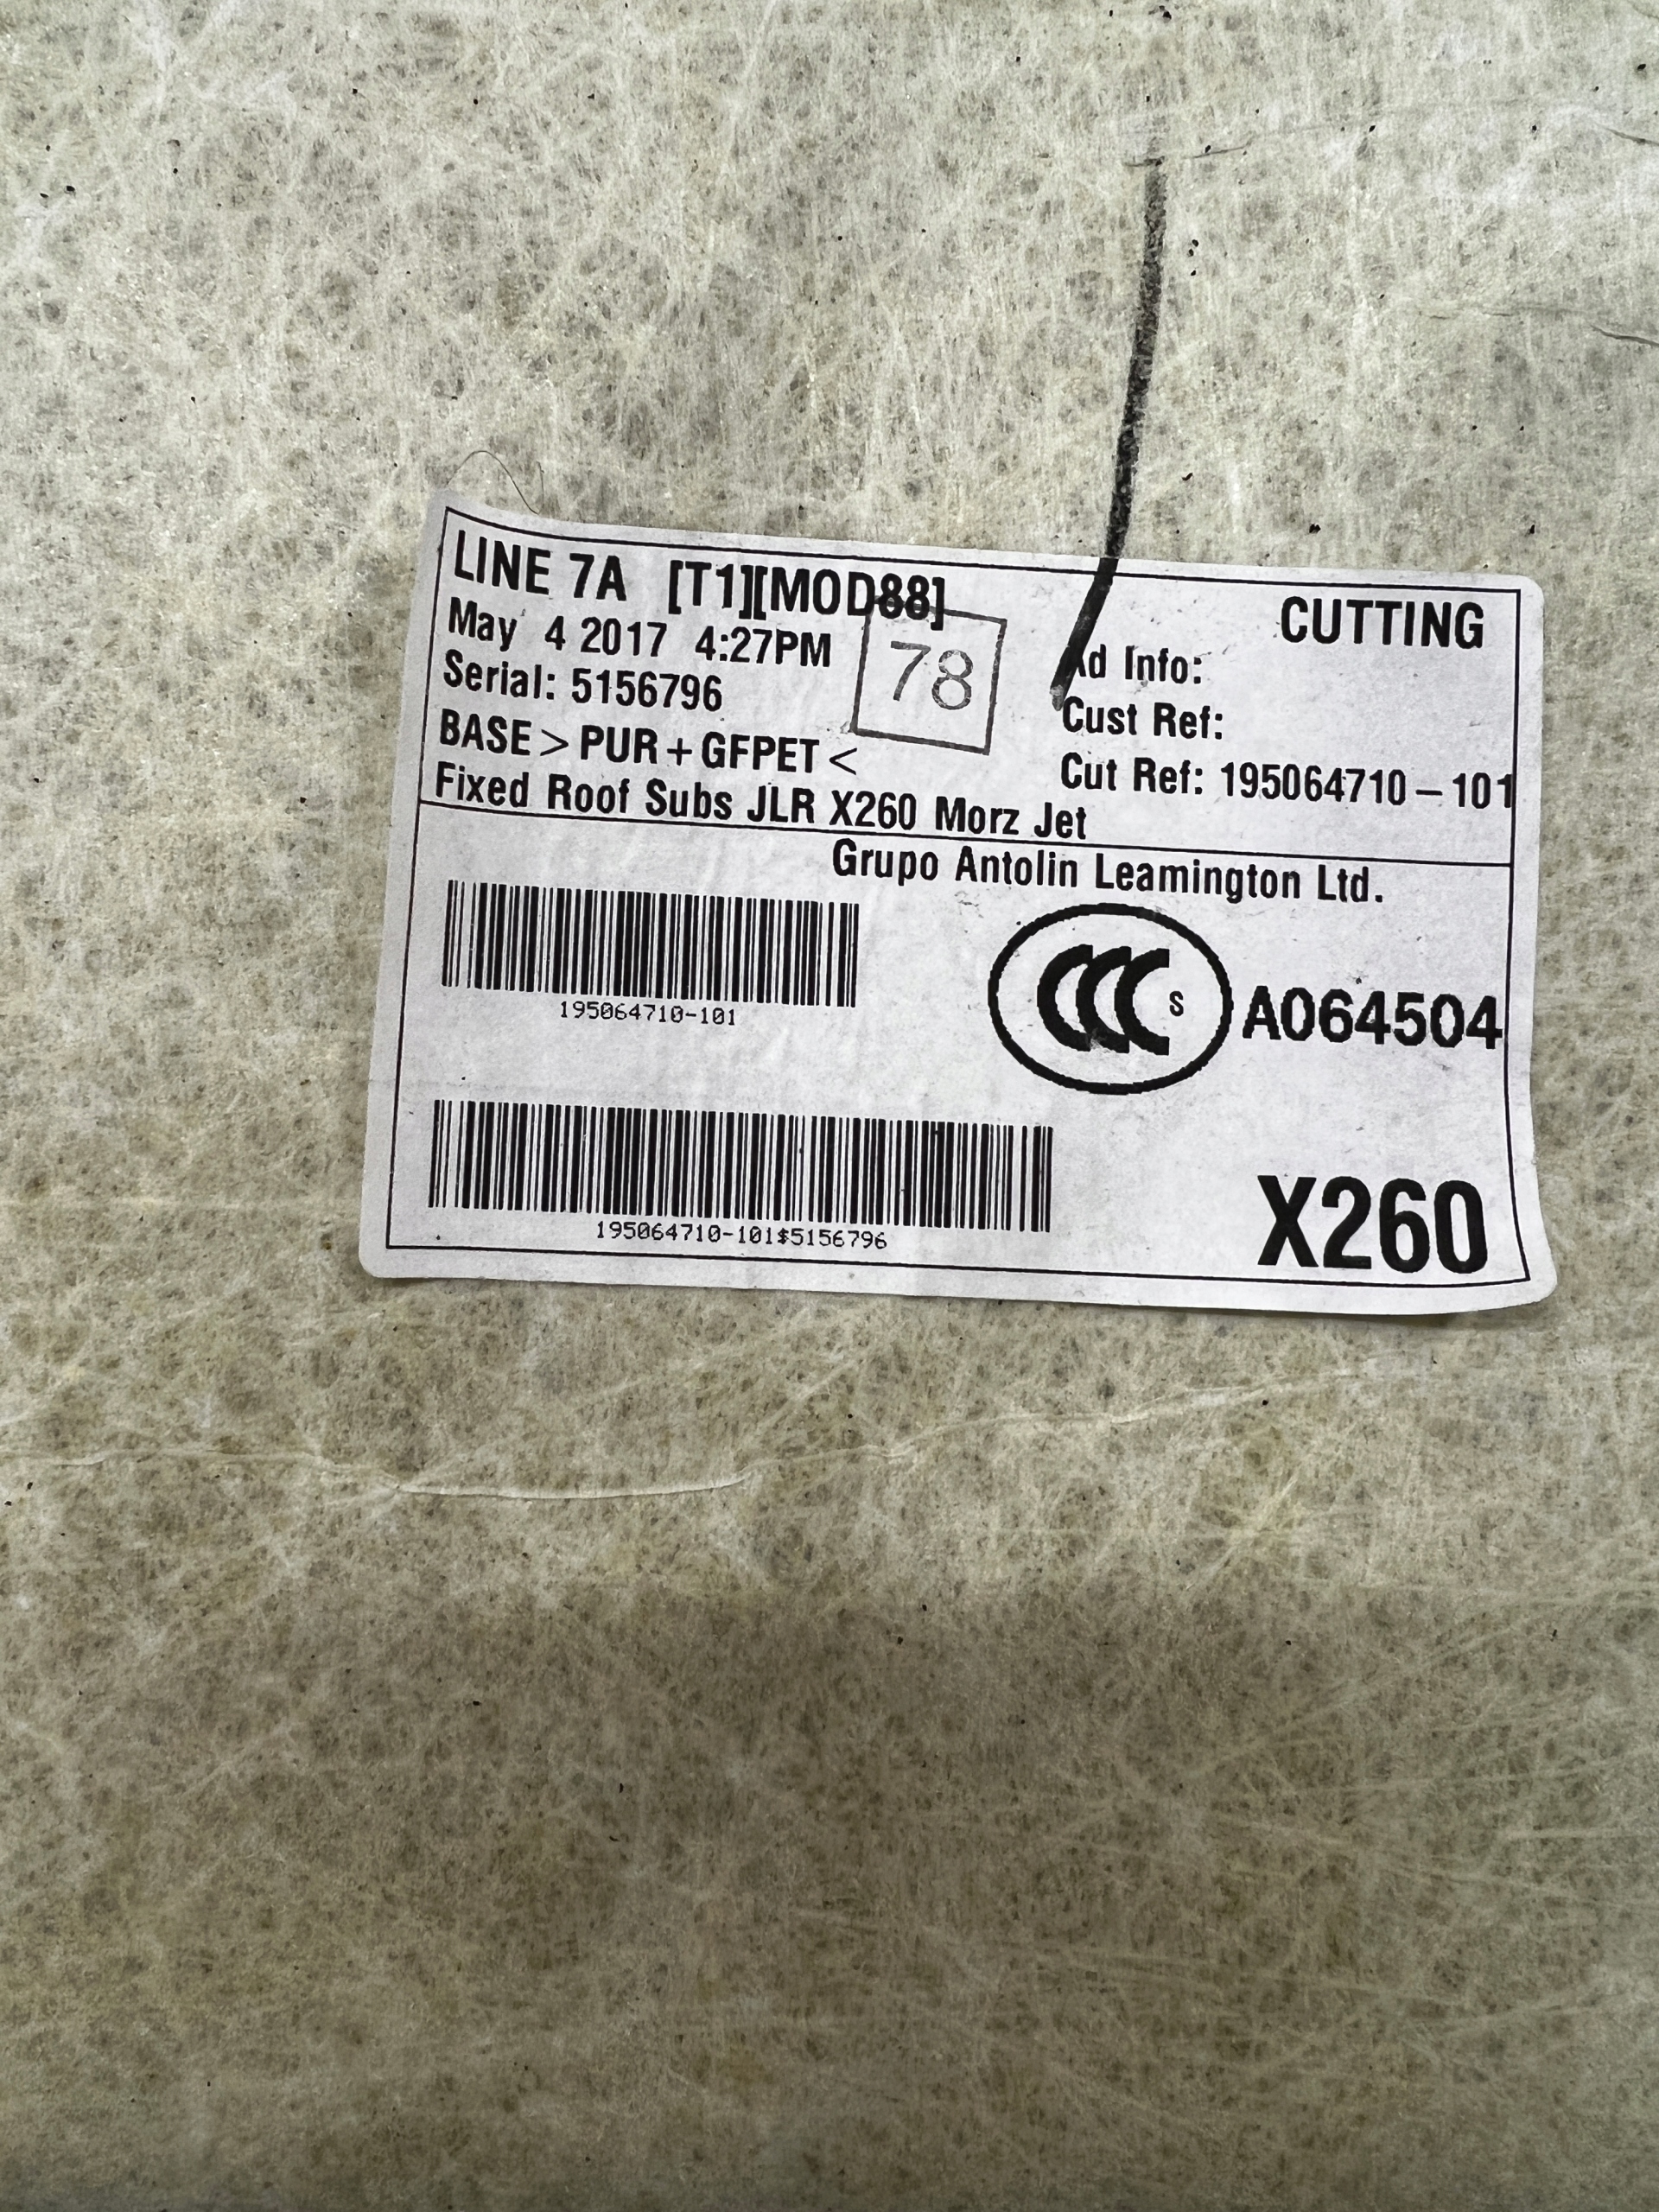 LINE 7A [T1][MOD88]
CUTTING
May 4 2017 4:27PM
78
Ad Info:
Serial: 5156796
Cust Ref:
BASE > PUR + GFPET <
Cut Ref: 195064710-101
Fixed Roof Subs JLR X260 Morz Jet
Grupo Antolin Leamington Ltd.
195064710-101
CCC S A064504
195064710-101$5156796
X260